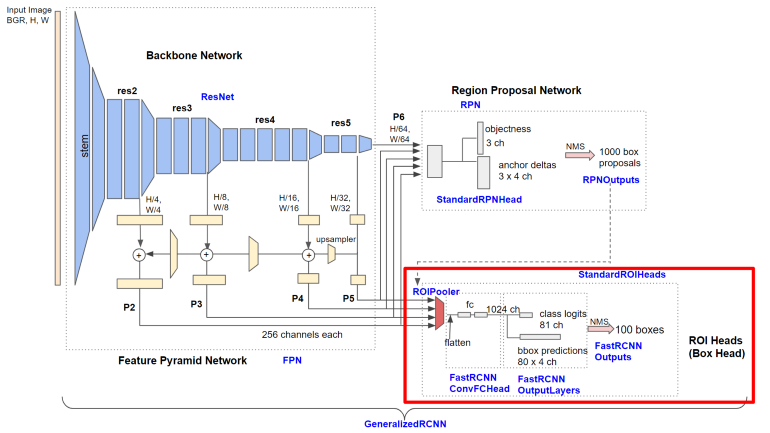 Input Image
BGR, H, W
Backbone Network
ResNet
stem
res2
res3
res4
res5
P6
H/64,
W/64
H/4,
W/4
H/8,
W/8
H/16,
W/16
H/32,
W/32
upsampler
P2
P3
P4
P5
256 channels each
Feature Pyramid Network
FPN
Region Proposal Network
RPN
objectness
3 ch
anchor deltas
3 x 4 ch
StandardRPNHead
NMS
1000 box
proposals
RPNOutputs
StandardROIHeads
ROIPooler
flatten
fc
1024 ch
class logits
81 ch
bbox predictions
80 x 4 ch
NMS
100 boxes
FastRCNN
ConvFCHead
FastRCNN
OutputLayers
FastRCNN
Outputs
ROI Heads
(Box Head)
GeneralizedRCNN